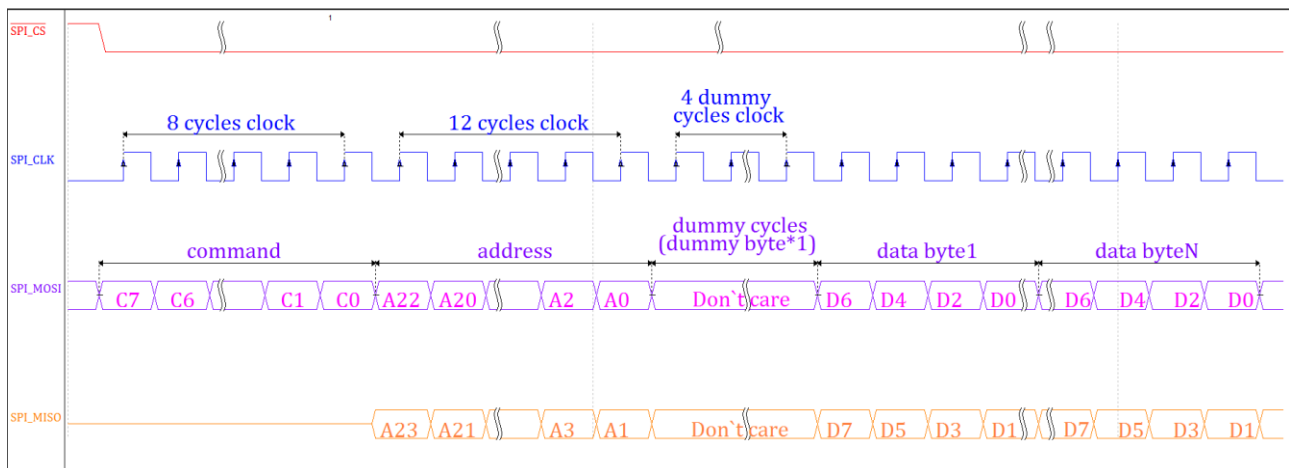 1
SPI_CS
4 dummy
cycles clock
8 cycles clock
12 cycles clock
SPI_CLK
dummy cycles
(dummy byte*1)
command
address
data byte1
data byteN
SPI_MOSI
C7 C6 C1 C0 A22 A20 A2 A0 Don`t care D6 D4 D2 D0 D6 D4 D2 D0
SPI_MISO
A23 A21 A3 A1 Don`t care D7 D5 D3 D1 D7 D5 D3 D1